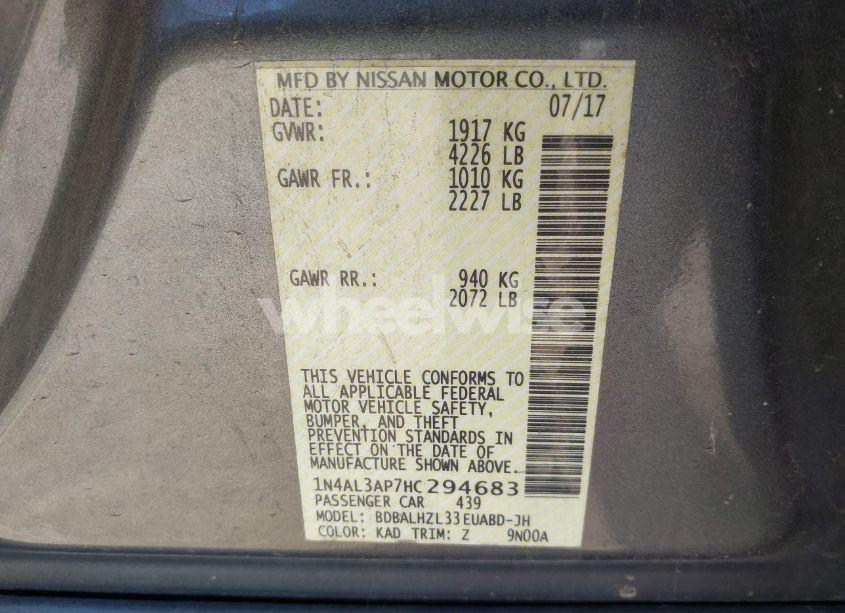 MFD BY NISSAN MOTOR CO., LTD.
DATE: 07/17
GVWR: 1917 KG
4226 LB
GAWR FR.: 1010 KG
2227 LB
GAWR RR.: 940 KG
2072 LB
wheelwise
THIS VEHICLE CONFORMS TO
ALL APPLICABLE FEDERAL
MOTOR VEHICLE SAFETY,
BUMPER, AND THEFT
PREVENTION STANDARDS IN
EFFECT ON THE DATE OF
MANUFACTURE SHOWN ABOVE.
1N4AL3AP7HC294683
PASSENGER CAR 439
MODEL: BDBALHZL33EUABD-JH
COLOR: KAD TRIM: Z 9N00A